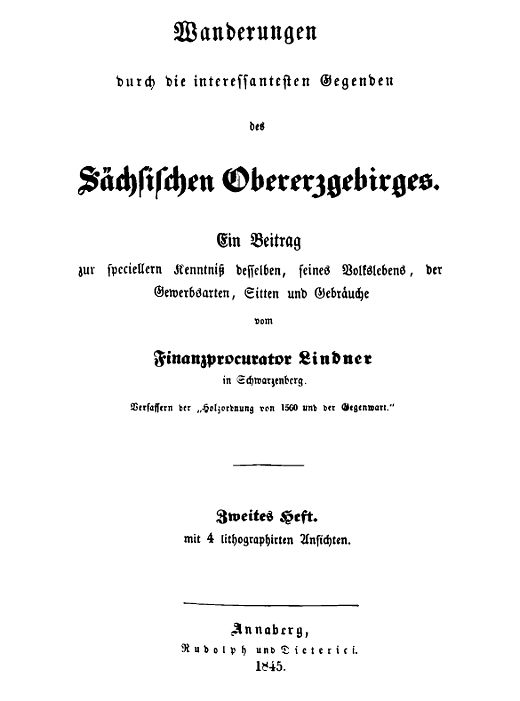 Wanderungen
durch die interessantesten Gegenden
des
Sächsischen Obererzgebirges.
Ein Beitrag
zur speciellern Kenntniß desselben, seines Volkslebens, der
Gewerbsarten, Sitten und Gebräuche
vom
Finanzprocurator Lindner
in Schwarzenberg.
Verfassern der „Holzordnung von 1560 und der Gegenwart."
Zweites Heft.
mit 4 lithographirten Ansichten.
Annaberg,
Rudolph und Dieterici.
1845.